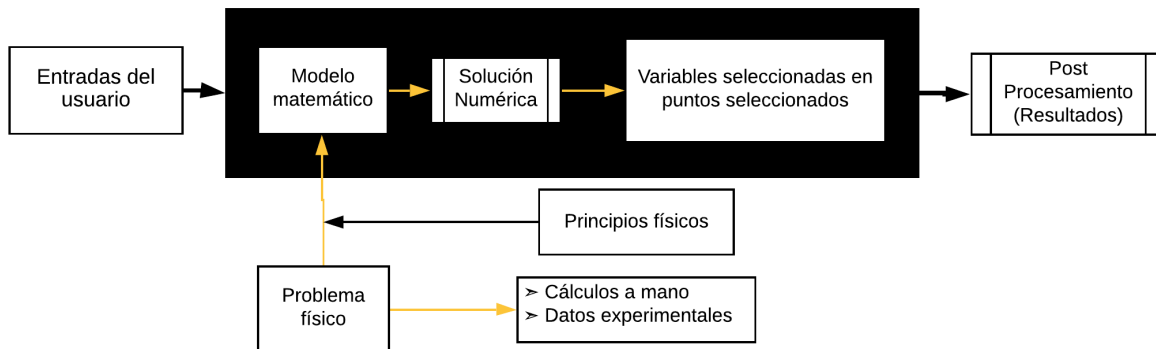 Entradas del
usuario
Modelo
matemático
Solución
Numérica
Variables seleccionadas en
puntos seleccionados
Post
Procesamiento
(Resultados)
Principios físicos
Problema
físico
➢ Cálculos a mano
➢ Datos experimentales